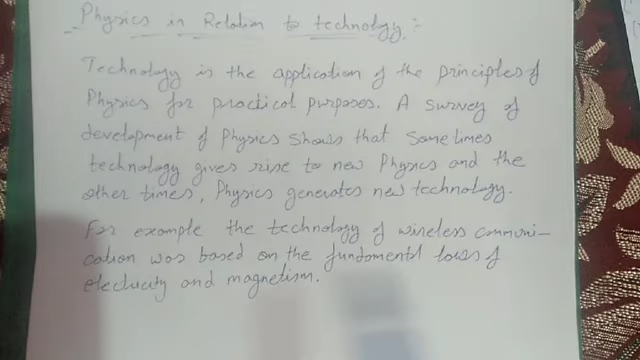 Physics in Relation to technology :-
Technology is the application of the principles of
Physics for practical purposes. A survey of
development of Physics shows that sometimes
technology gives rise to new Physics and the
other times, Physics generates new technology.
For example the technology of wireless communi-
cation was based on the fundamentl laws of
electricity and magnetism.